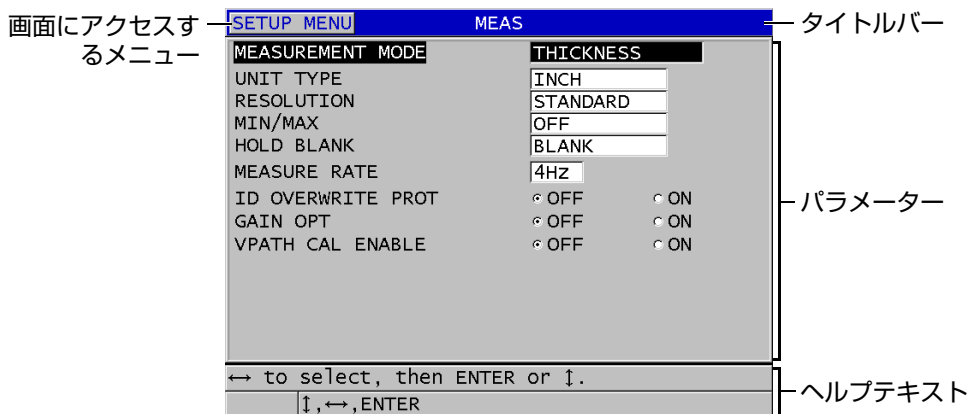 画面にアクセスす
るメニュー
SETUP MENU MEAS
タイトルバー
MEASUREMENT MODE THICKNESS
UNIT TYPE INCH
RESOLUTION STANDARD
MIN/MAX OFF
HOLD BLANK BLANK
MEASURE RATE 4Hz
ID OVERWRITE PROT OFF ON
GAIN OPT OFF ON
VPATH CAL ENABLE OFF ON
パラメーター
↔ to select, then ENTER or ↕.
↕,↔,ENTER
ヘルプテキスト